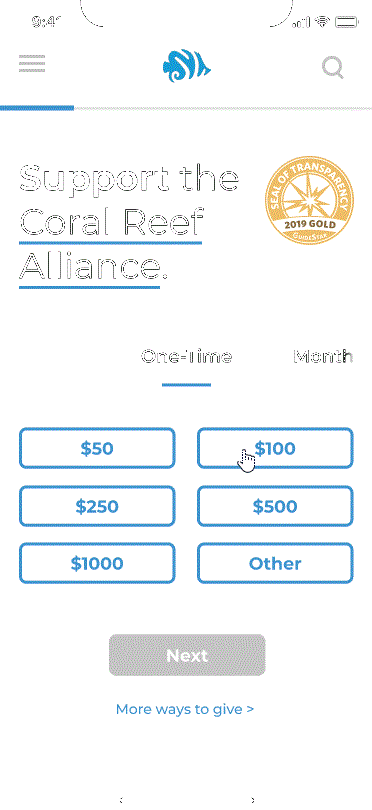 9:41
Support the
Coral Reef
Alliance.
SEAL OF TRANSPARENCY
2019 GOLD
GuideStar
One-Time
Month
$50
$100
$250
$500
$1000
Other
Next
More ways to give >